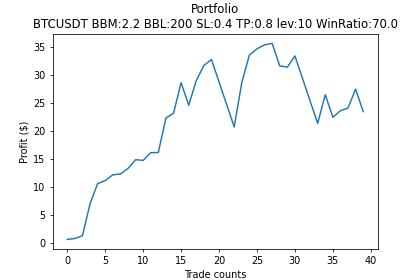 Portfolio
BTCUSDT BBM:2.2 BBL:200 SL:0.4 TP:0.8 lev:10 WinRatio:70.0
35
30
25
20
15
10
5
0
Profit ($)
0 5 10 15 20 25 30 35 40
Trade counts